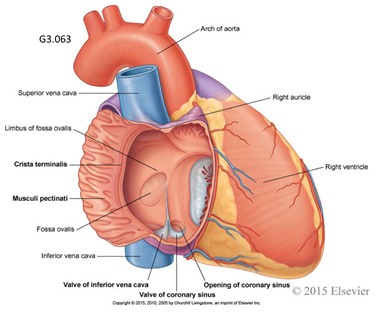 G3.063
Arch of aorta
Superior vena cava
Right auricle
Limbus of fossa ovalis
Crista terminalis
Right ventricle
Musculi pectinati
Fossa ovalis
Inferior vena cava
Valve of inferior vena cava
Opening of coronary sinus
Valve of coronary sinus
© 2015 Elsevier
Copyright © 2015, 2010, 2005 by Churchill Livingstone, an imprint of Elsevier Inc.